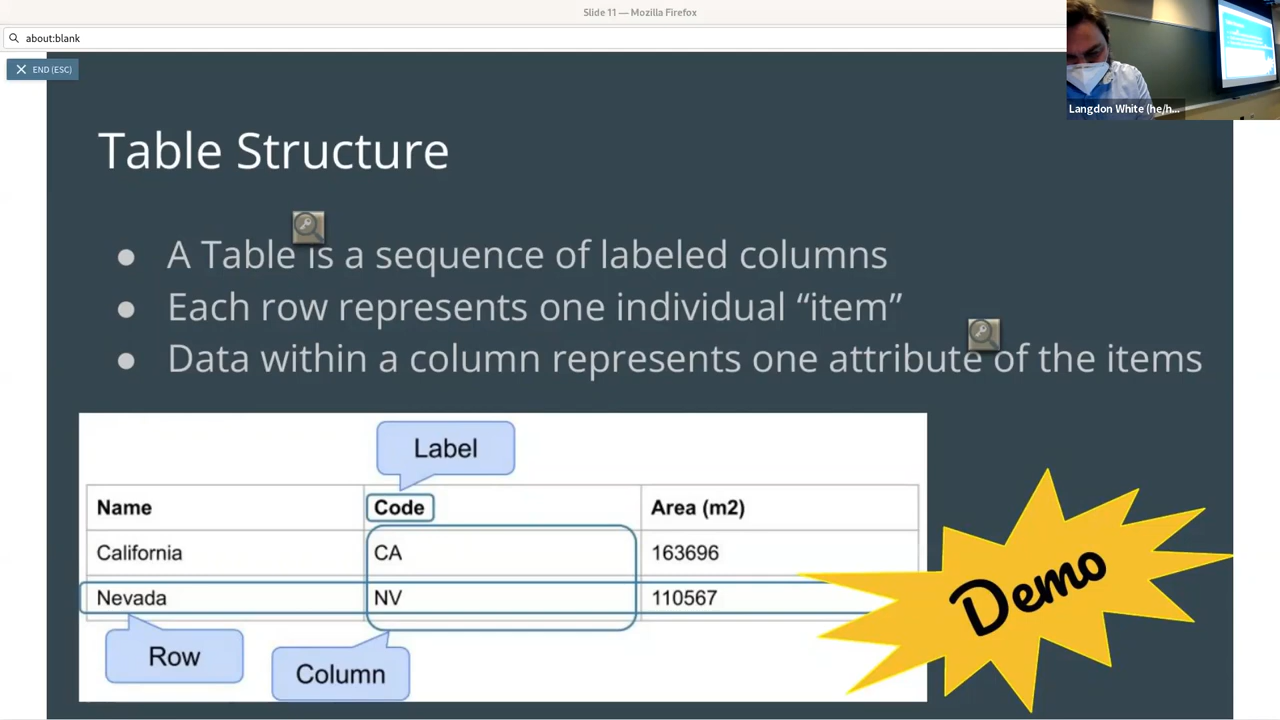 Slide 11 — Mozilla Firefox
about:blank
END (ESC)
Langdon White (he/h...
Table Structure
● A Table is a sequence of labeled columns
● Each row represents one individual “item”
● Data within a column represents one attribute of the items
Label
Name Code Area (m2)
California CA 163696
Nevada NV 110567
Row
Column
Demo